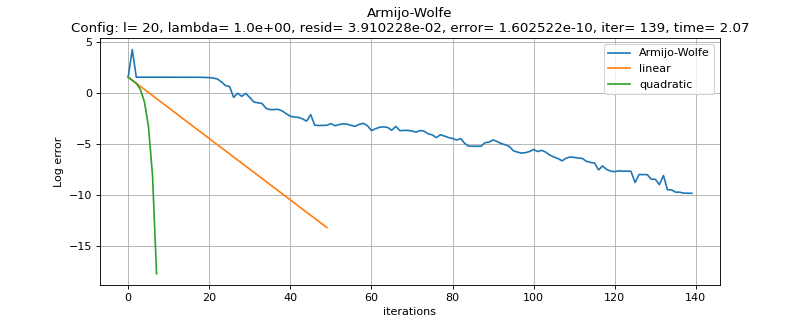 Armijo-Wolfe
Config: l= 20, lambda= 1.0e+00, resid= 3.910228e-02, error= 1.602522e-10, iter= 139, time= 2.07
Armijo-Wolfe
linear
quadratic
Log error
5
0
−5
−10
−15
0 20 40 60 80 100 120 140
iterations